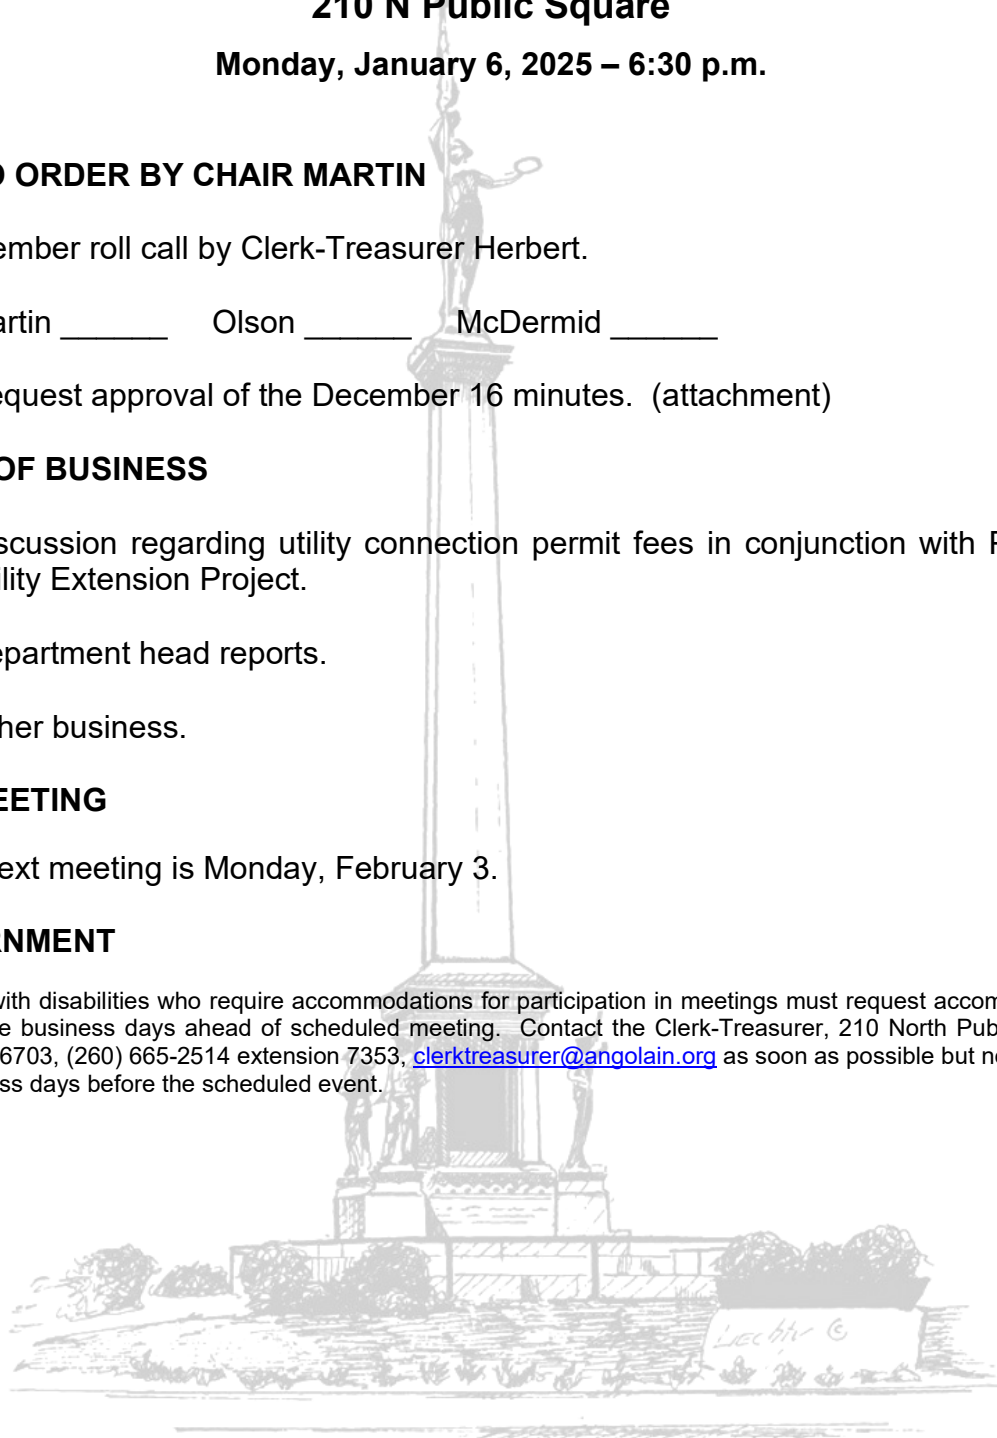 210 N Public Square
Monday, January 6, 2025 – 6:30 p.m.
O ORDER BY CHAIR MARTIN
ember roll call by Clerk-Treasurer Herbert.
artin ______ Olson ______ McDermid ______
equest approval of the December 16 minutes. (attachment)
OF BUSINESS
scussion regarding utility connection permit fees in conjunction with
ility Extension Project.
epartment head reports.
her business.
EETING
ext meeting is Monday, February 3.
RNMENT
with disabilities who require accommodations for participation in meetings must request accom
e business days ahead of scheduled meeting. Contact the Clerk-Treasurer, 210 North Pub
6703, (260) 665-2514 extension 7353, clerktreasurer@angolain.org as soon as possible but n
ss days before the scheduled event.